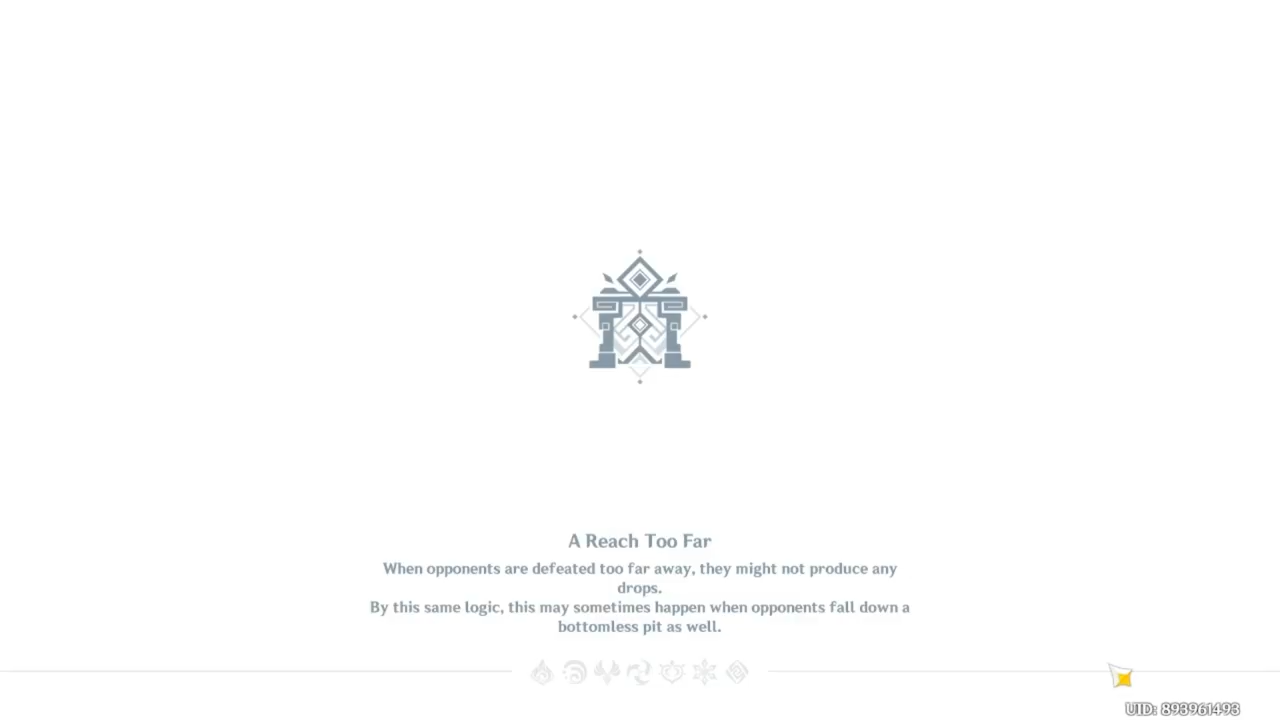 A Reach Too Far
When opponents are defeated too far away, they might not produce any
drops.
By this same logic, this may sometimes happen when opponents fall down a
bottomless pit as well.
UID: 893961493